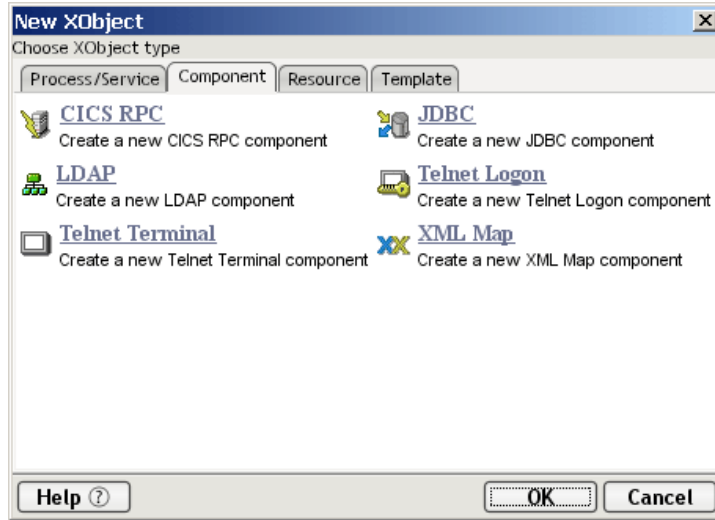 New XObject
Choose XObject type
Process/Service Component Resource Template
CICS RPC JDBC
Create a new CICS RPC component Create a new JDBC component
LDAP Telnet Logon
Create a new LDAP component Create a new Telnet Logon component
Telnet Terminal XML Map
Create a new Telnet Terminal component Create a new XML Map component
Help ? OK Cancel